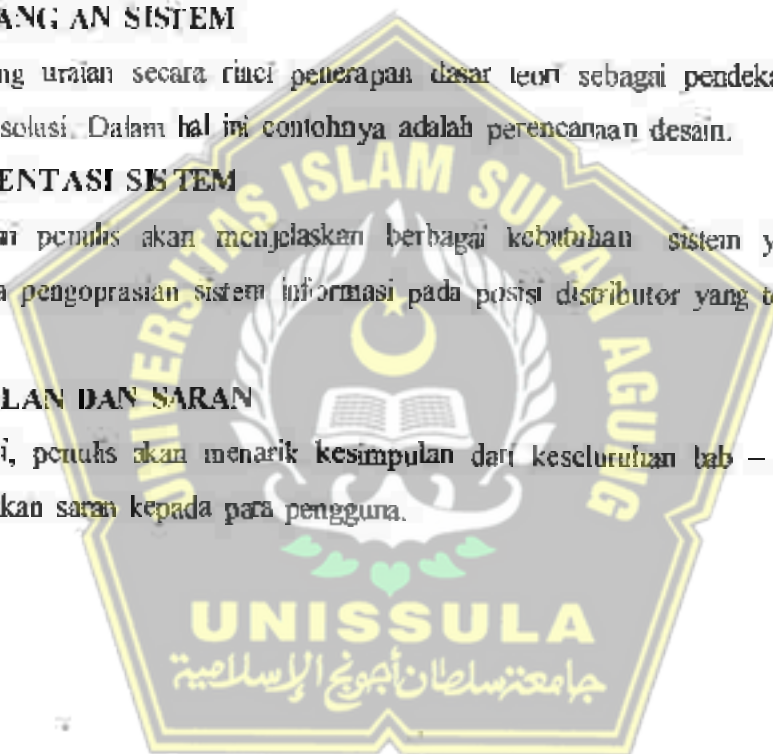 ANG AN SISTEM
ng uraian secara rinci penerapan dasar teori sebagai pendeka
solusi. Dalam hal ini contohnya adalah perencanaan desain.
ENTASI SISTEM
ni penulis akan menjelaskan berbagai kebutuhan sistem y
a pengoprasian sistem informasi pada posisi distributor yang t
LAN DAN SARAN
i, penulis akan menarik kesimpulan dari keseluruhan bab –
kan saran kepada para pengguna.
UNIVERSITAS ISLAM SULTAN AGUNG
UNISSULA
جامعة سلطان أجونج الإسلامية